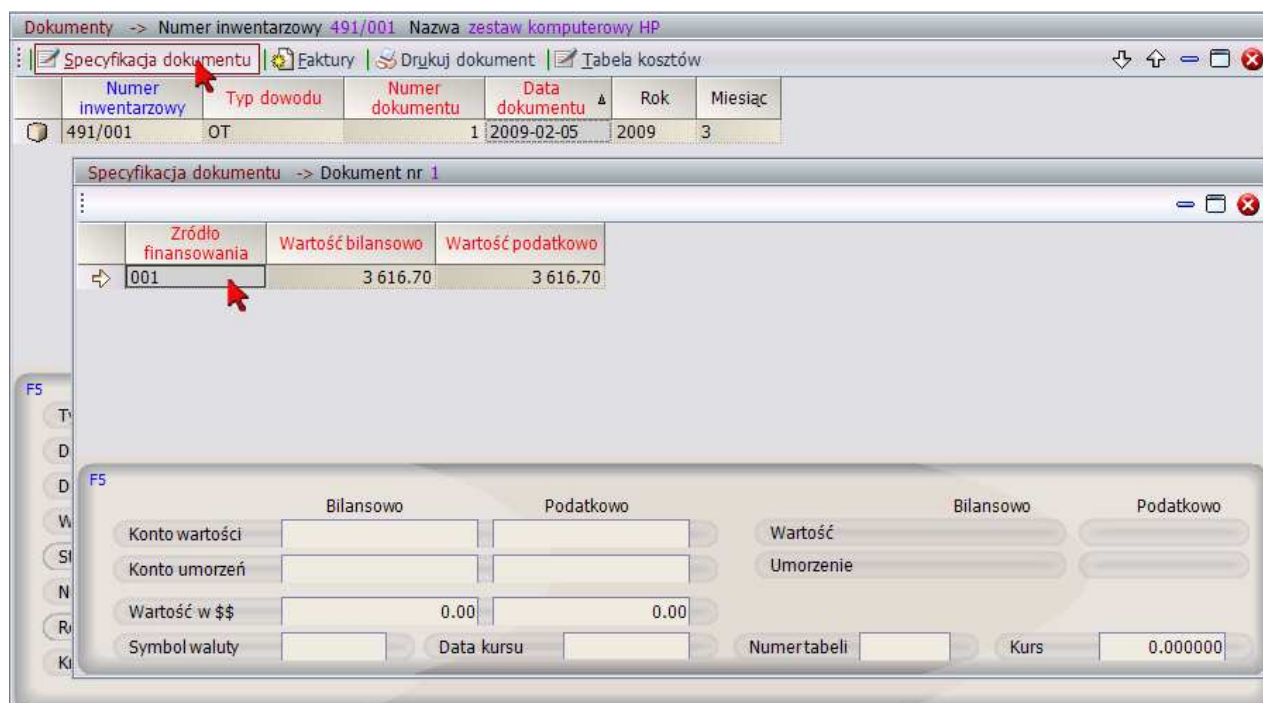 Dokumenty -> Numer inwentarzowy 491/001 Nazwa zestaw komputerowy HP
Specyfikacja dokumentu Faktury Drukuj dokument Tabela kosztów
Numer inwentarzowy Typ dowodu Numer dokumentu Data dokumentu Rok Miesiąc
491/001 OT 1 2009-02-05 2009 3
Specyfikacja dokumentu -> Dokument nr 1
Zródło finansowania Wartość bilansowo Wartość podatkowo
001 3 616.70 3 616.70
F5
F5
Bilansowo Podatkowo Bilansowo Podatkowo
Konto wartości Wartość
Konto umorzeń Umorzenie
Wartość w $$ 0.00 0.00
Symbol waluty Data kursu Numer tabeli Kurs 0.000000